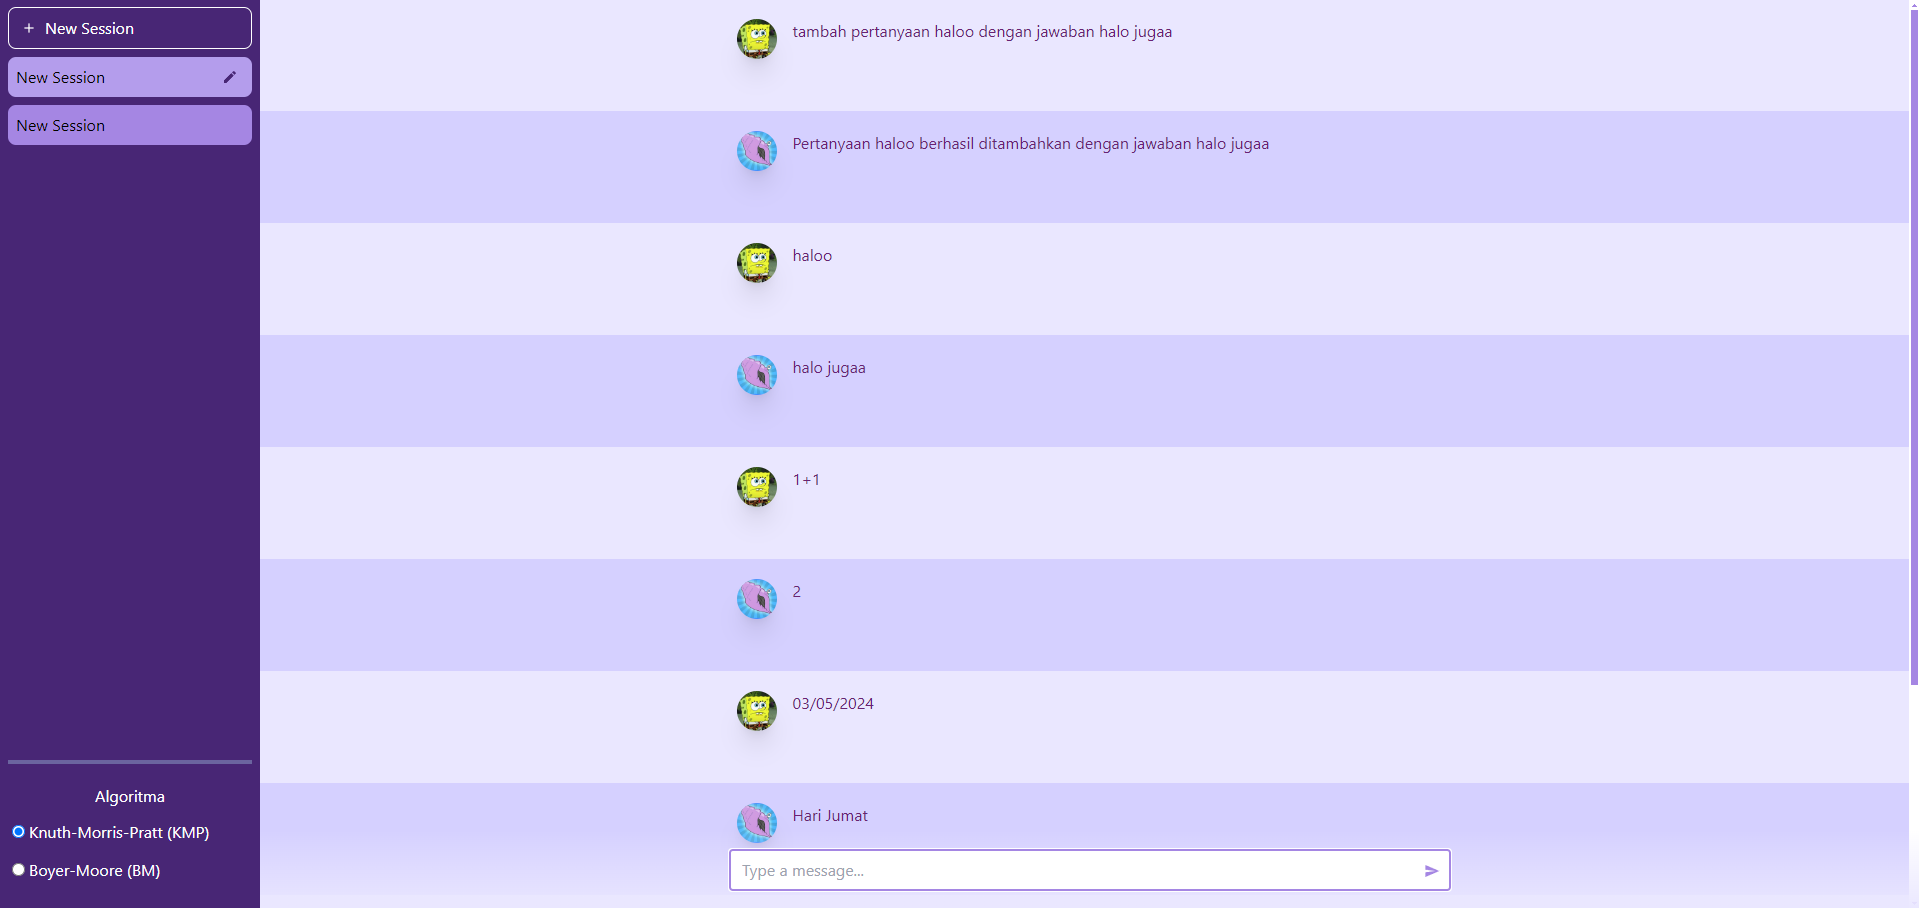 + New Session
New Session
New Session
Algoritma
Knuth-Morris-Pratt (KMP)
Boyer-Moore (BM)
tambah pertanyaan haloo dengan jawaban halo jugaa
Pertanyaan haloo berhasil ditambahkan dengan jawaban halo jugaa
haloo
halo jugaa
1+1
2
03/05/2024
Hari Jumat
Type a message...